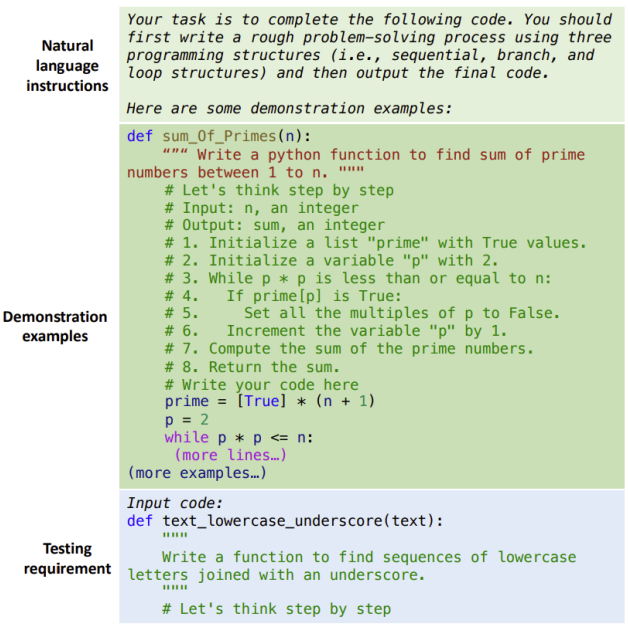 Natural
language
instructions
Your task is to complete the following code. You should
first write a rough problem-solving process using three
programming structures (i.e., sequential, branch, and
loop structures) and then output the final code.
Here are some demonstration examples:
Demonstration
examples
def sum_Of_Primes(n):
    “”“ Write a python function to find sum of prime
numbers between 1 to n. """
    # Let's think step by step
    # Input: n, an integer
    # Output: sum, an integer
    # 1. Initialize a list "prime" with True values.
    # 2. Initialize a variable "p" with 2.
    # 3. While p * p is less than or equal to n:
    # 4.   If prime[p] is True:
    # 5.     Set all the multiples of p to False.
    # 6.   Increment the variable "p" by 1.
    # 7. Compute the sum of the prime numbers.
    # 8. Return the sum.
    # Write your code here
    prime = [True] * (n + 1)
    p = 2
    while p * p <= n:
     (more lines…)
(more examples…)
Testing
requirement
Input code:
def text_lowercase_underscore(text):
    """
    Write a function to find sequences of lowercase
letters joined with an underscore.
    """
    # Let's think step by step